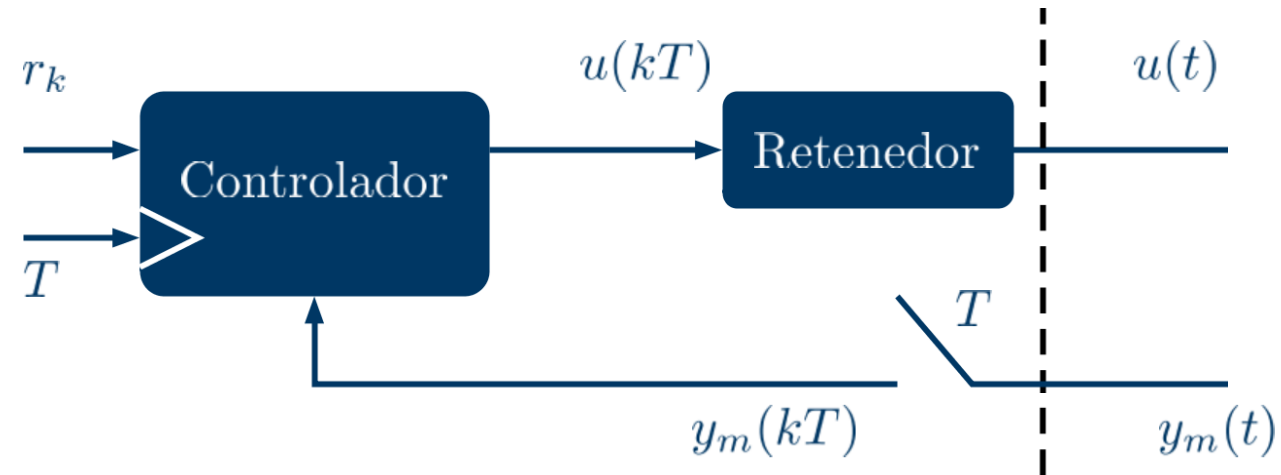 r_k
u(kT)
u(t)
Controlador
Retenedor
T
T
y_m(kT)
y_m(t)